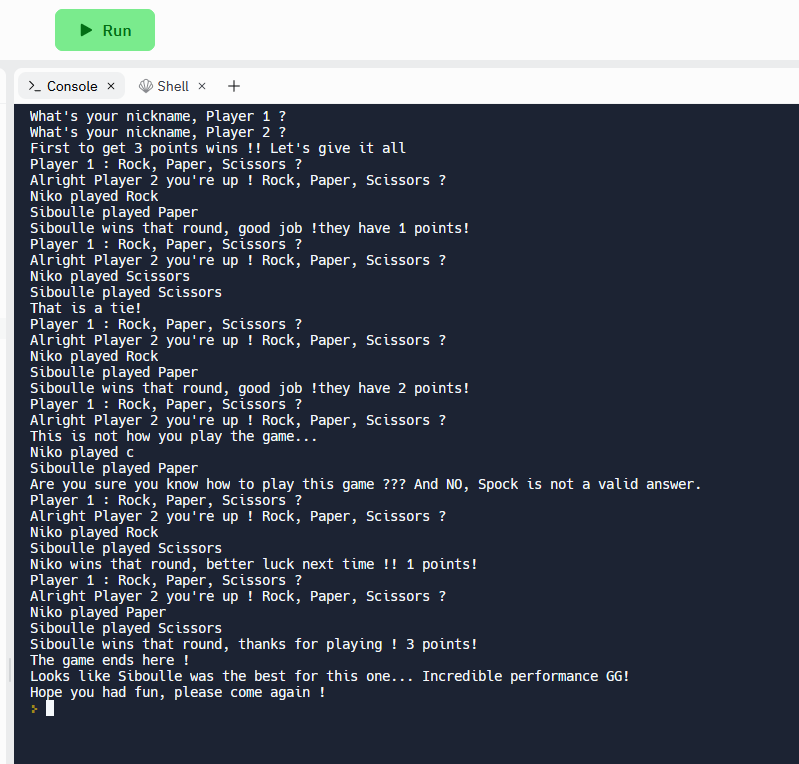 Run
Console × Shell × +
What's your nickname, Player 1 ?
What's your nickname, Player 2 ?
First to get 3 points wins !! Let's give it all
Player 1 : Rock, Paper, Scissors ?
Alright Player 2 you're up ! Rock, Paper, Scissors ?
Niko played Rock
Siboulle played Paper
Siboulle wins that round, good job !they have 1 points!
Player 1 : Rock, Paper, Scissors ?
Alright Player 2 you're up ! Rock, Paper, Scissors ?
Niko played Scissors
Siboulle played Scissors
That is a tie!
Player 1 : Rock, Paper, Scissors ?
Alright Player 2 you're up ! Rock, Paper, Scissors ?
Niko played Rock
Siboulle played Paper
Siboulle wins that round, good job !they have 2 points!
Player 1 : Rock, Paper, Scissors ?
Alright Player 2 you're up ! Rock, Paper, Scissors ?
This is not how you play the game...
Niko played c
Siboulle played Paper
Are you sure you know how to play this game ??? And NO, Spock is not a valid answer.
Player 1 : Rock, Paper, Scissors ?
Alright Player 2 you're up ! Rock, Paper, Scissors ?
Niko played Rock
Siboulle played Scissors
Niko wins that round, better luck next time !! 1 points!
Player 1 : Rock, Paper, Scissors ?
Alright Player 2 you're up ! Rock, Paper, Scissors ?
Niko played Paper
Siboulle played Scissors
Siboulle wins that round, thanks for playing ! 3 points!
The game ends here !
Looks like Siboulle was the best for this one... Incredible performance GG!
Hope you had fun, please come again !